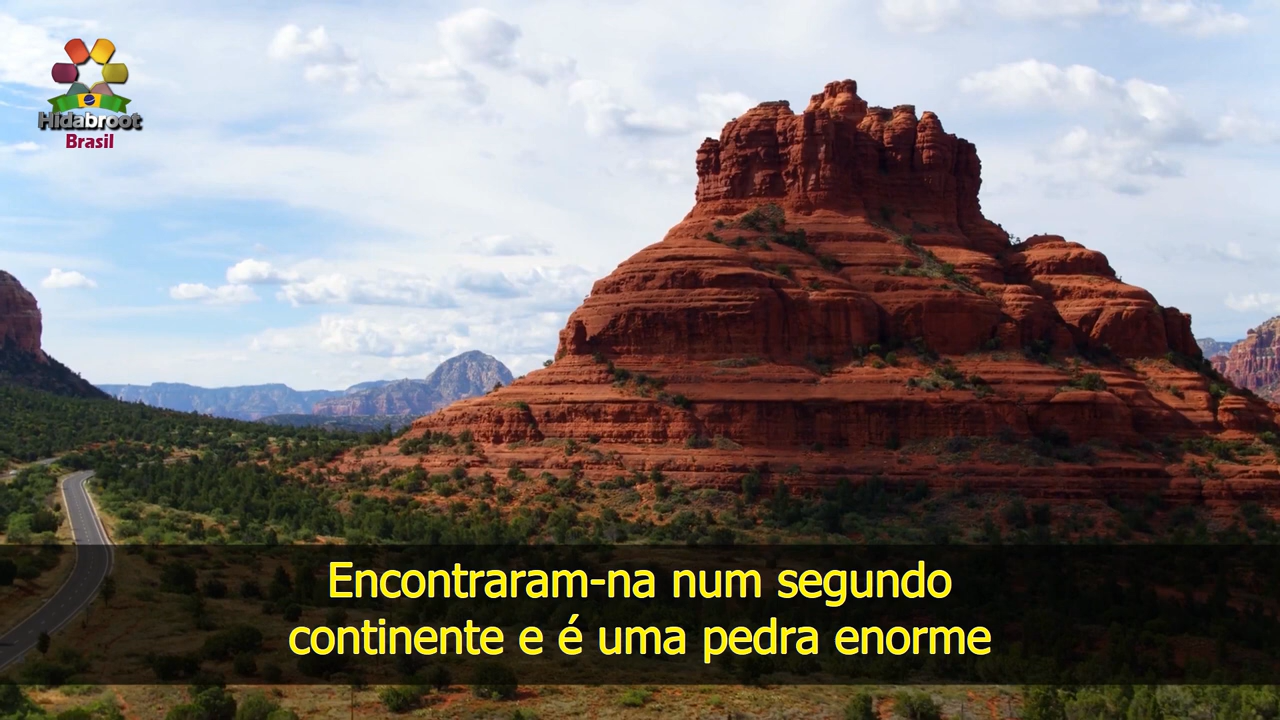 Hidabroot
Brasil
Encontraram-na num segundo
continente e é uma pedra enorme